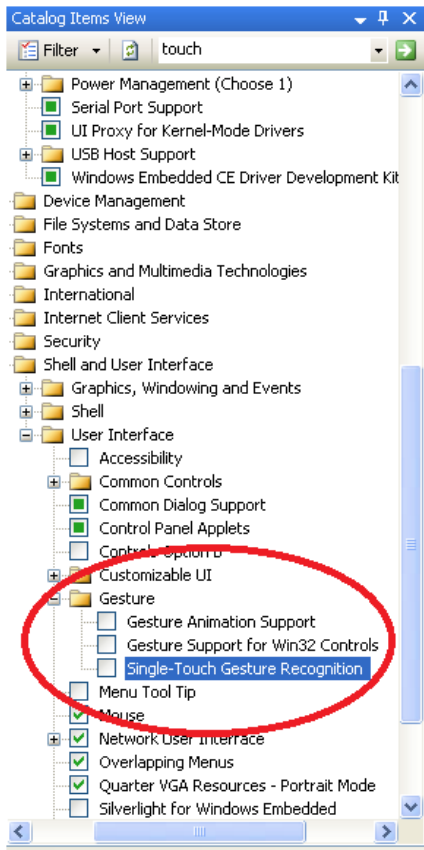 Catalog Items View
Filter touch
Power Management (Choose 1)
Serial Port Support
UI Proxy for Kernel-Mode Drivers
USB Host Support
Windows Embedded CE Driver Development Kit
Device Management
File Systems and Data Store
Fonts
Graphics and Multimedia Technologies
International
Internet Client Services
Security
Shell and User Interface
Graphics, Windowing and Events
Shell
User Interface
Accessibility
Common Controls
Common Dialog Support
Control Panel Applets
Controls Option B
Customizable UI
Gesture
Gesture Animation Support
Gesture Support for Win32 Controls
Single-Touch Gesture Recognition
Menu Tool Tip
Mouse
Network User Interface
Overlapping Menus
Quarter VGA Resources - Portrait Mode
Silverlight for Windows Embedded